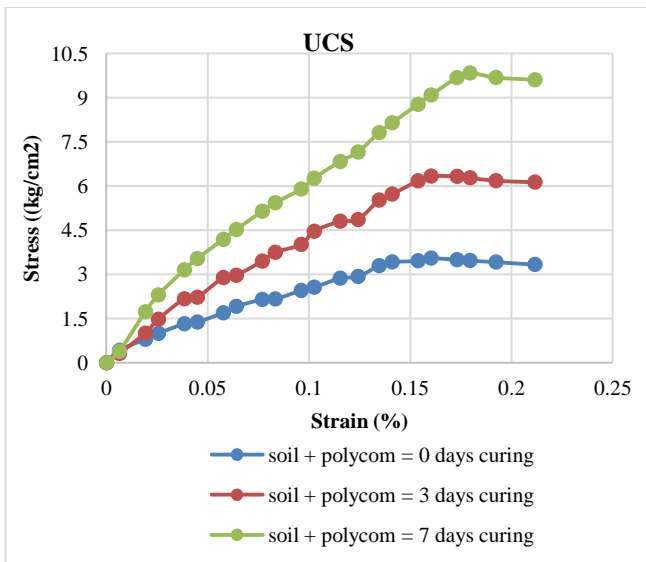 UCS
10.5
9
7.5
6
4.5
3
1.5
0
Stress ((kg/cm2)
0 0.05 0.1 0.15 0.2 0.25
Strain (%)
soil + polycom = 0 days curing
soil + polycom = 3 days curing
soil + polycom = 7 days curing